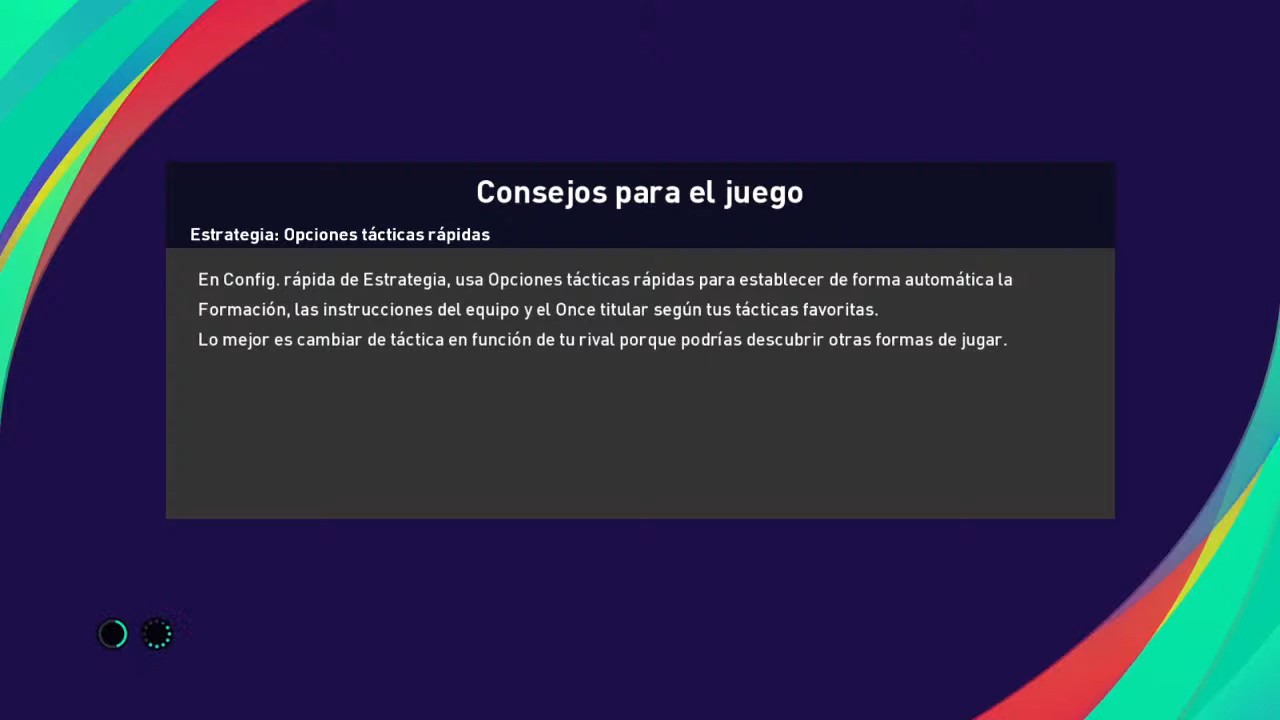 Consejos para el juego
Estrategia: Opciones tácticas rápidas
En Config. rápida de Estrategia, usa Opciones tácticas rápidas para establecer de forma automática la
Formación, las instrucciones del equipo y el Once titular según tus tácticas favoritas.
Lo mejor es cambiar de táctica en función de tu rival porque podrías descubrir otras formas de jugar.